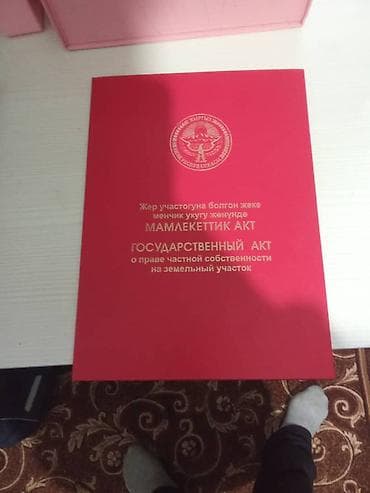 Жер участогуна болгон жеке
менчик укугу жөнүндө
МАМЛЕКЕТТИК АКТ
ГОСУДАРСТВЕННЫЙ АКТ
о праве частной собственности
на земельный участок